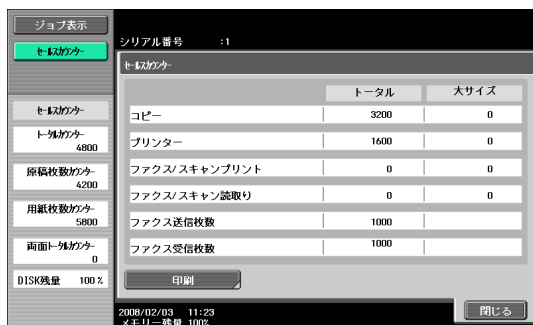 ジョブ表示
ｾｰﾙｽｶｳﾝﾀｰ
シリアル番号 :1
ｾｰﾙｽｶｳﾝﾀｰ
ｾｰﾙｽｶｳﾝﾀｰ
ﾄｰﾀﾙｶｳﾝﾀｰ
4800
原稿枚数ｶｳﾝﾀｰ
4200
用紙枚数ｶｳﾝﾀｰ
5800
両面ﾄｰﾀﾙｶｳﾝﾀｰ
0
DISK残量 100%
トータル 大サイズ
コピー 3200 0
プリンター 1600 0
ファクス/スキャンプリント 0 0
ファクス/スキャン読取り 0 0
ファクス送信枚数 1000
ファクス受信枚数 1000
印刷
2008/02/03 11:23
メモリー残量 100%
閉じる